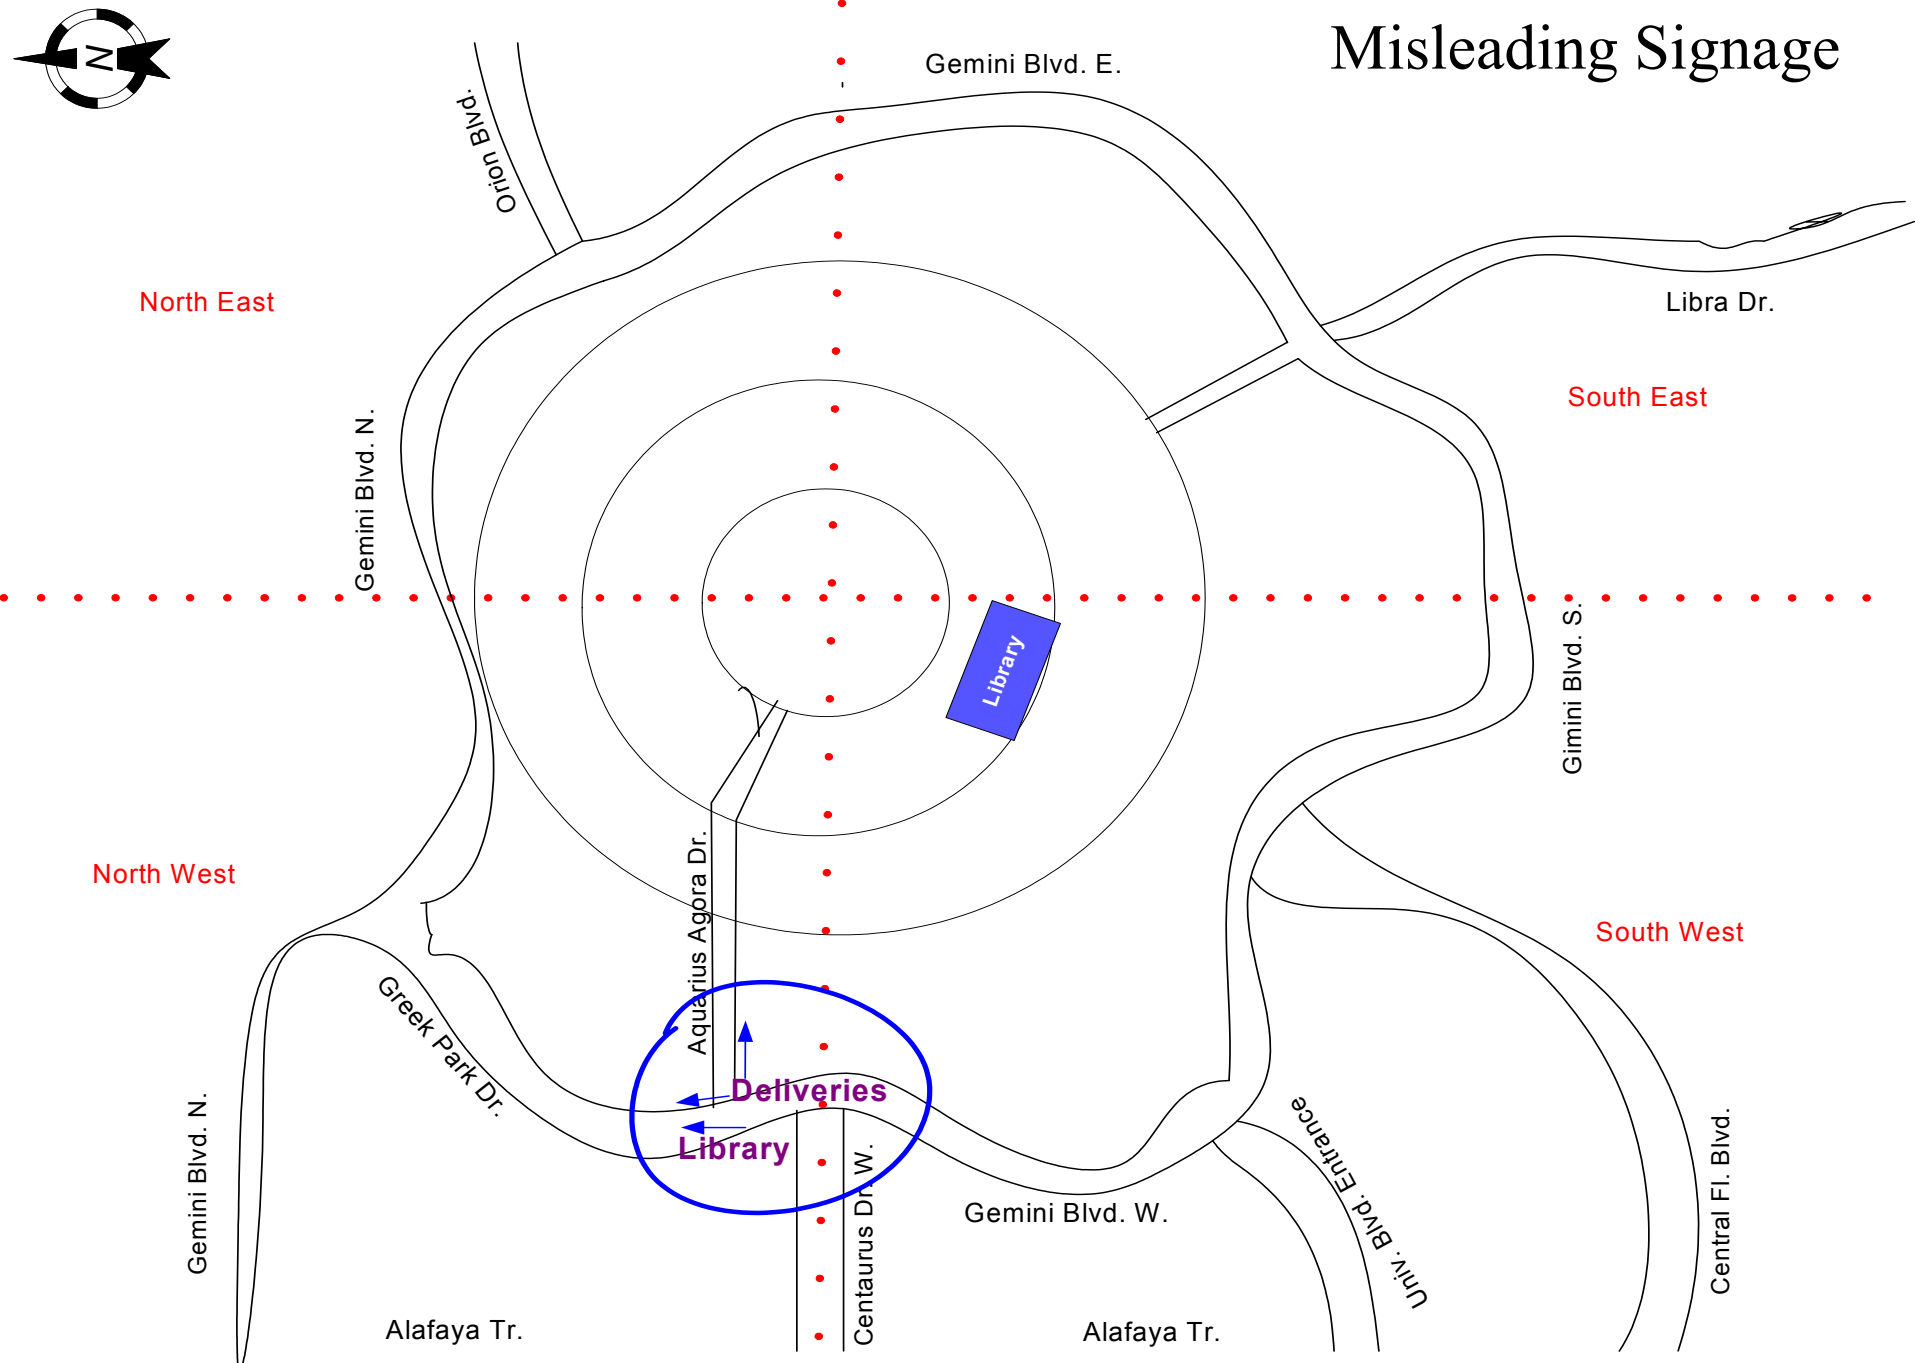 Misleading Signage
N
Gemini Blvd. E.
Orion Blvd.
North East
Libra Dr.
South East
Gemini Blvd. N.
Library
Gimini Blvd. S.
North West
Aquarius Agora Dr.
South West
Greek Park Dr.
Deliveries
Library
Gemini Blvd. N.
Centaurus Dr. W.
Gemini Blvd. W.
Univ. Blvd. Entrance
Central Fl. Blvd.
Alafaya Tr.
Alafaya Tr.